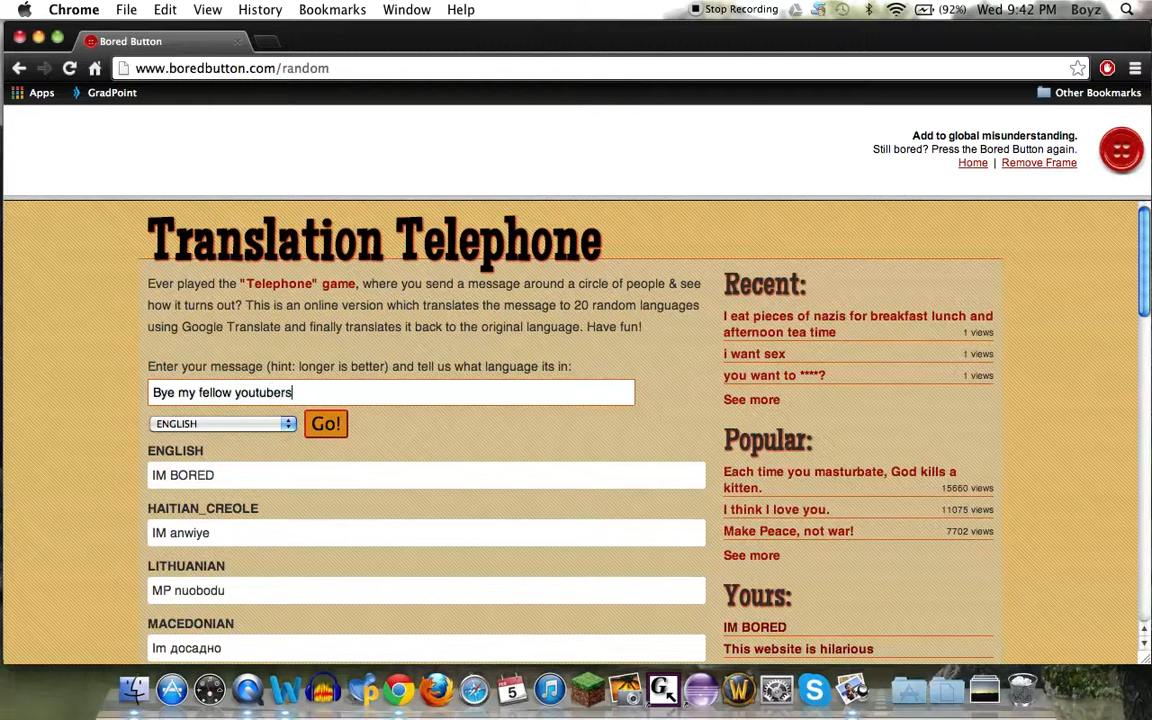 Chrome File Edit View History Bookmarks Window Help Stop Recording (92%) Wed 9:42 PM Boyz
Bored Button
www.boredbutton.com/random
Apps GradPoint Other Bookmarks
Add to global misunderstanding.
Still bored? Press the Bored Button again.
Home | Remove Frame
Translation Telephone
Ever played the "Telephone" game, where you send a message around a circle of people & see
how it turns out? This is an online version which translates the message to 20 random languages
using Google Translate and finally translates it back to the original language. Have fun!
Enter your message (hint: longer is better) and tell us what language its in:
Bye my fellow youtubers
ENGLISH Go!
ENGLISH
IM BORED
HAITIAN_CREOLE
IM anwiye
LITHUANIAN
MP nuobodu
MACEDONIAN
Im досадно
Recent:
I eat pieces of nazis for breakfast lunch and
afternoon tea time 1 views
i want sex 1 views
you want to ****? 1 views
See more
Popular:
Each time you masturbate, God kills a
kitten. 15660 views
I think I love you. 11075 views
Make Peace, not war! 7702 views
See more
Yours:
IM BORED
This website is hilarious
5
G
W